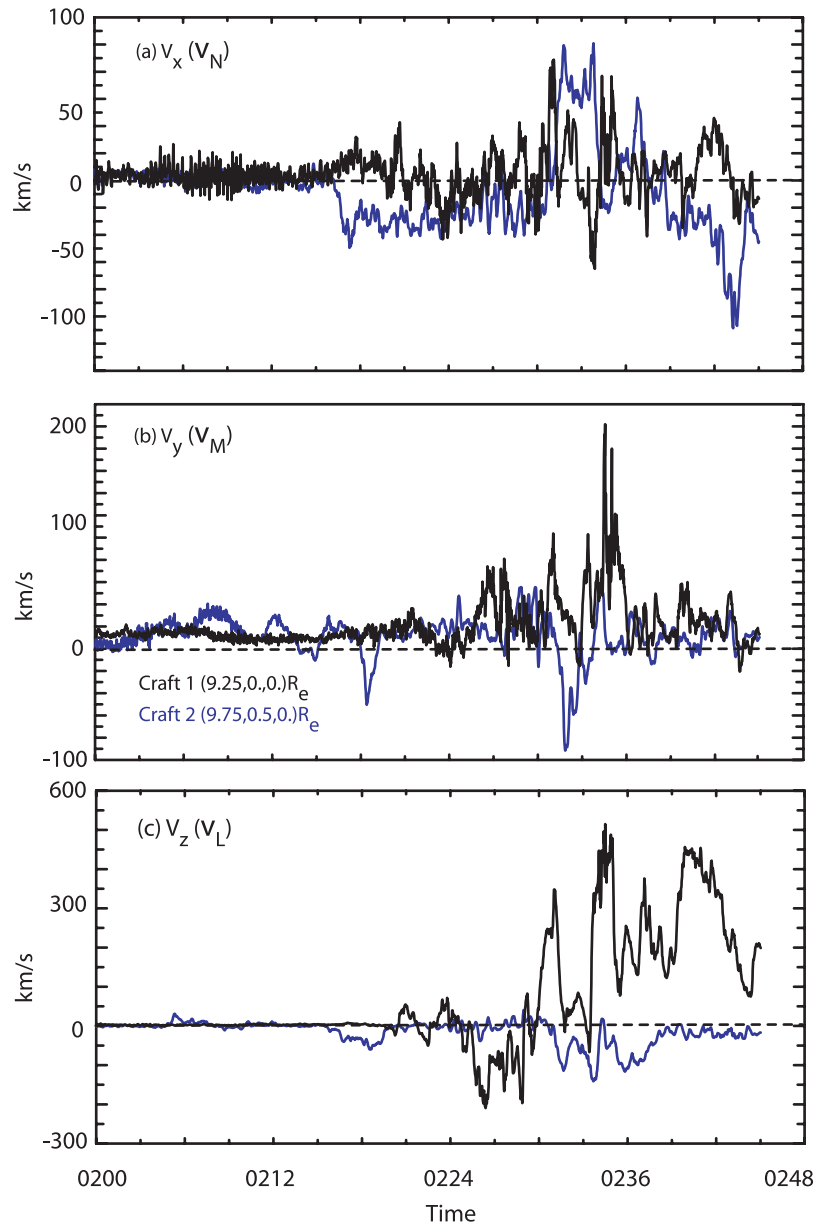 100
(a) V_x (V_N)
50
0
km/s
-50
-100
200
(b) V_y (V_M)
100
km/s
0
Craft 1 (9.25,0.,0.)R_e
Craft 2 (9.75,0.5,0.)R_e
-100
600
(c) V_z (V_L)
300
km/s
0
-300
0200 0212 0224 0236 0248
Time